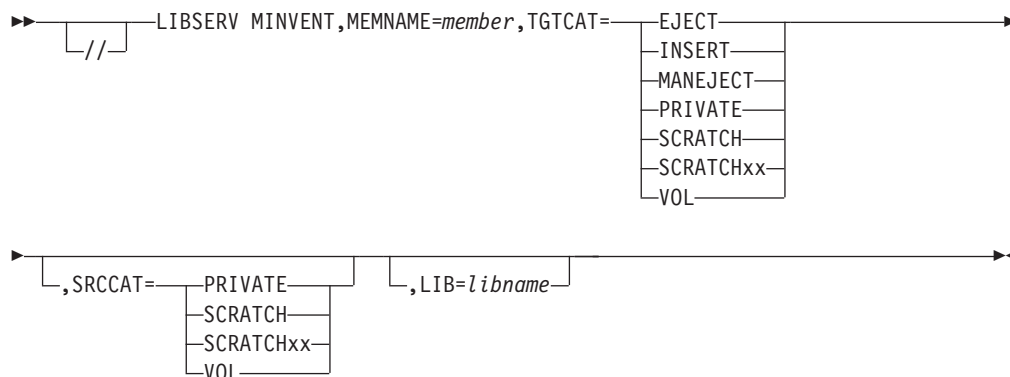 LIBSERV MINVENT,MEMNAME=member,TGTCAT=EJECT
//
INSERT
MANEJECT
PRIVATE
SCRATCH
SCRATCHxx
VOL
,SRCCAT=PRIVATE ,LIB=libname
SCRATCH
SCRATCHxx
VOL